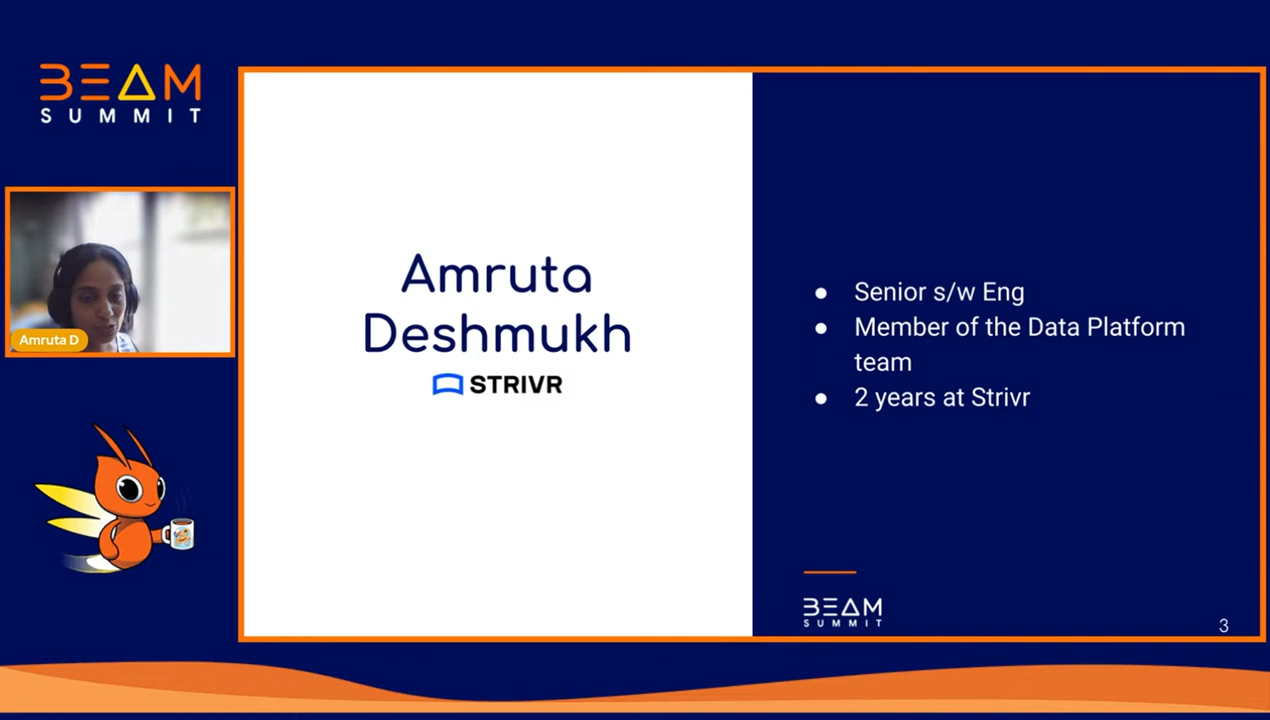 BEAM
SUMMIT
Amruta D
Amruta
Deshmukh
STRIVR
● Senior s/w Eng
● Member of the Data Platform
team
● 2 years at Strivr
BEAM
SUMMIT
3